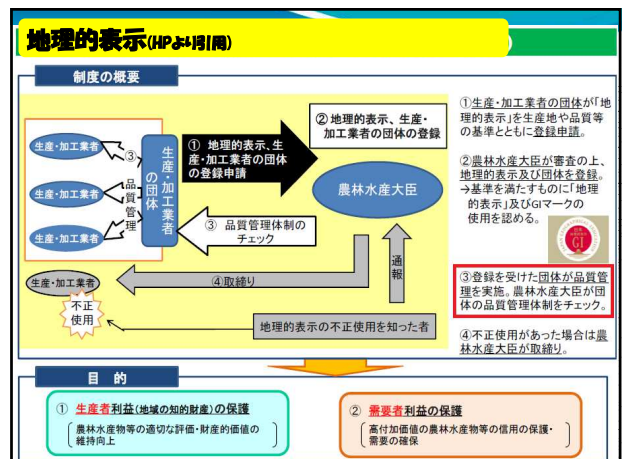 地理的表示(HPより引用)
)
制度の概要
生産・加工業者
生産・加工業者
生産・加工業者
③
品質管理
生産・加工業者の団体
① 地理的表示、生
産・加工業者の団体
の登録申請
② 地理的表示、生産・
加工業者の団体の登録
農林水産大臣
③ 品質管理体制の
チェック
④取締り
通報
生産・加工業者
不正
使用
地理的表示の不正使用を知った者
①生産・加工業者の団体が「地
理的表示」を生産地や品質等
の基準とともに登録申請。
②農林水産大臣が審査の上、
地理的表示及び団体を登録。
→基準を満たすものに「地理
的表示」及びGIマークの
使用を認める。
GI
③登録を受けた団体が品質管
理を実施。農林水産大臣が団
体の品質管理体制をチェック。
④不正使用があった場合は農
林水産大臣が取締り。
目 的
① 生産者利益(地域の知的財産)の保護
農林水産物等の適切な評価・財産的価値の
維持向上
② 需要者利益の保護
高付加価値の農林水産物等の信用の保護・
需要の確保